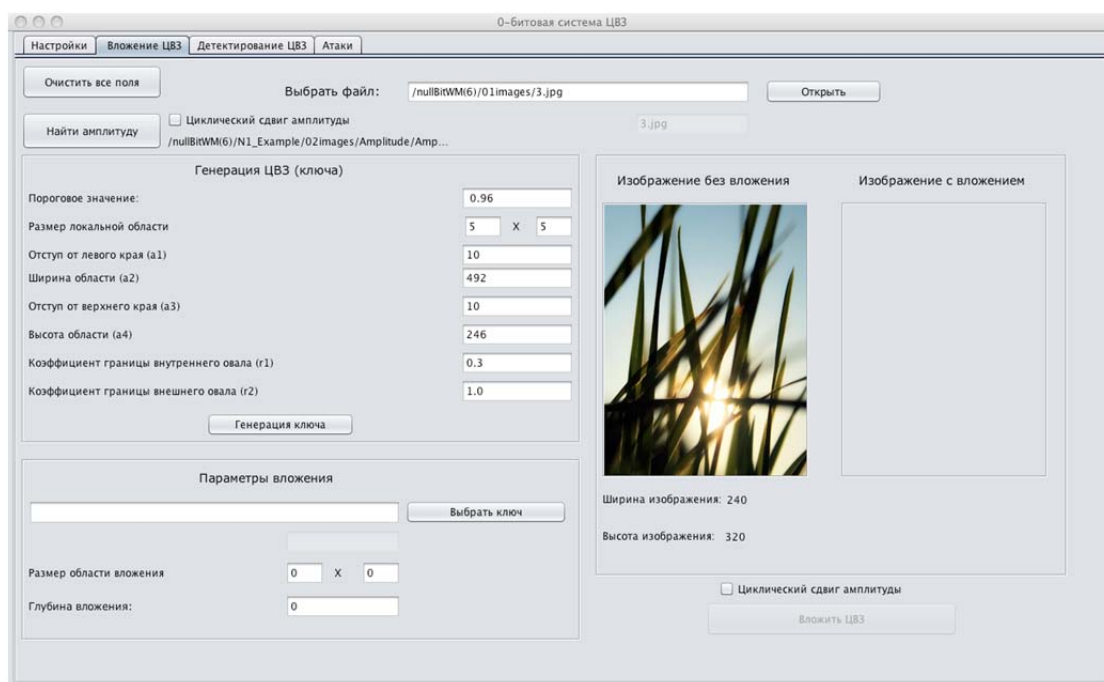 0-битовая система ЦВЗ
Настройки Вложение ЦВЗ Детектирование ЦВЗ Атаки
Очистить все поля
Выбрать файл: /nullBitWM(6)/01images/3.jpg Открыть
Найти амплитуду
Циклический сдвиг амплитуды
3.jpg
/nullBitWM(6)/N1_Example/02images/Amplitude/Amp...
Генерация ЦВЗ (ключа)
Пороговое значение: 0.96
Размер локальной области 5 X 5
Отступ от левого края (a1) 10
Ширина области (a2) 492
Отступ от верхнего края (a3) 10
Высота области (a4) 246
Коэффициент границы внутреннего овала (r1) 0.3
Коэффициент границы внешнего овала (r2) 1.0
Генерация ключа
Параметры вложения
Выбрать ключ
Размер области вложения 0 X 0
Глубина вложения: 0
Изображение без вложения Изображение с вложением
Ширина изображения: 240
Высота изображения: 320
Циклический сдвиг амплитуды
Вложить ЦВЗ